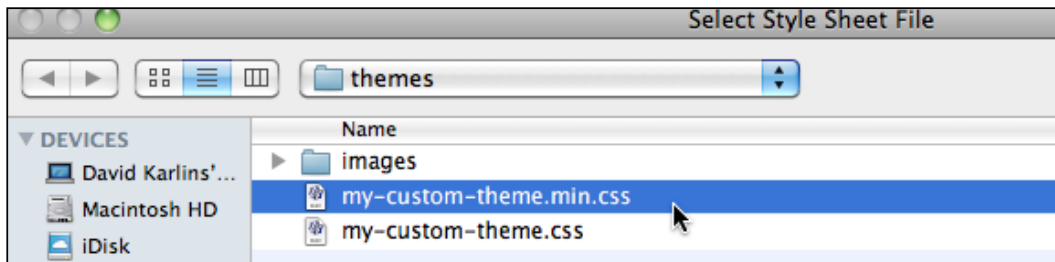 Select Style Sheet File
themes
DEVICES
David Karlins'...
Macintosh HD
iDisk
Name
images
my-custom-theme.min.css
my-custom-theme.css